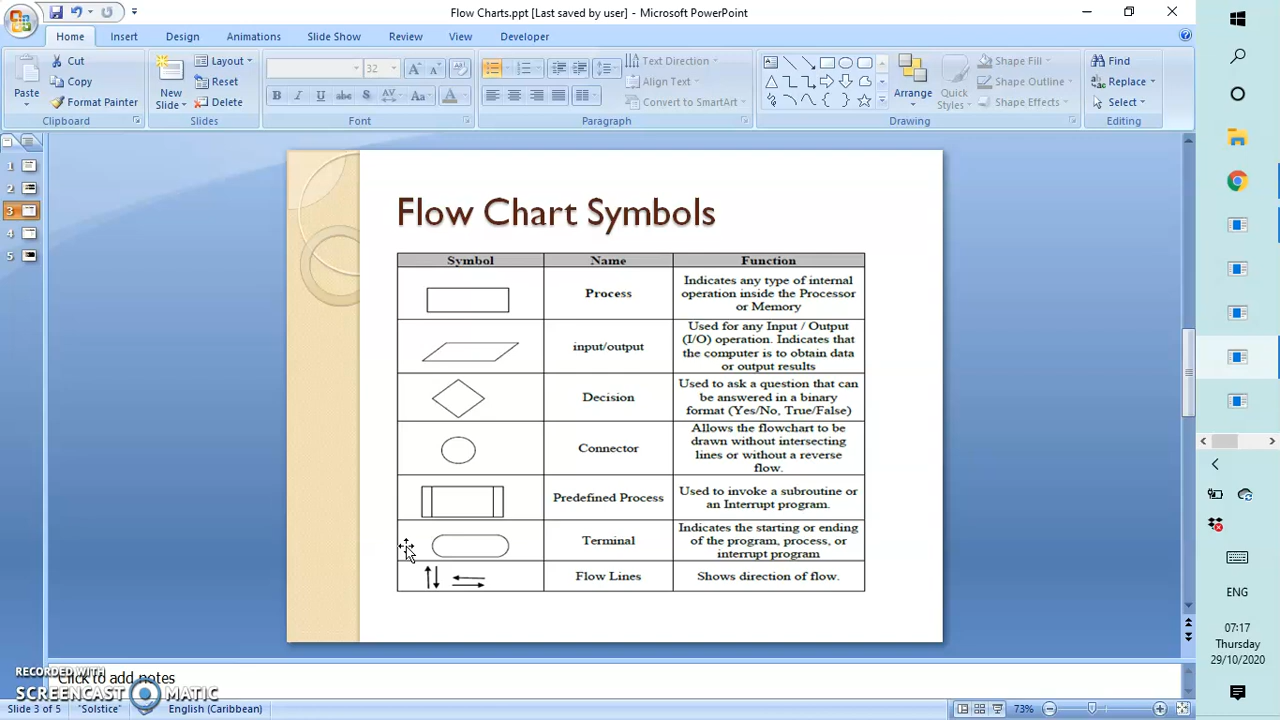 Flow Charts.ppt [Last saved by user] - Microsoft PowerPoint
Home Insert Design Animations Slide Show Review View Developer
Paste
Cut
Copy
Format Painter
Clipboard
New
Slide
Layout
Reset
Delete
Slides
32
B I U abe S AV Aa A
Font
Text Direction
Align Text
Convert to SmartArt
Paragraph
Arrange
Quick
Styles
Shape Fill
Shape Outline
Shape Effects
Drawing
Find
Replace
Select
Editing
1
2
3
4
5
Flow Chart Symbols
Symbol Name Function
Process
Indicates any type of internal
operation inside the Processor
or Memory
input/output
Used for any Input / Output
(I/O) operation. Indicates that
the computer is to obtain data
or output results
Decision
Used to ask a question that can
be answered in a binary
format (Yes/No, True/False)
Connector
Allows the flowchart to be
drawn without intersecting
lines or without a reverse
flow.
Predefined Process
Used to invoke a subroutine or
an Interrupt program.
Terminal
Indicates the starting or ending
of the program, process, or
interrupt program
Flow Lines Shows direction of flow.
Click to add notes
RECORDED WITH
SCREENCAST MATIC
Slide 3 of 5 "Solstice" English (Caribbean) 73%
ENG
07:17
Thursday
29/10/2020